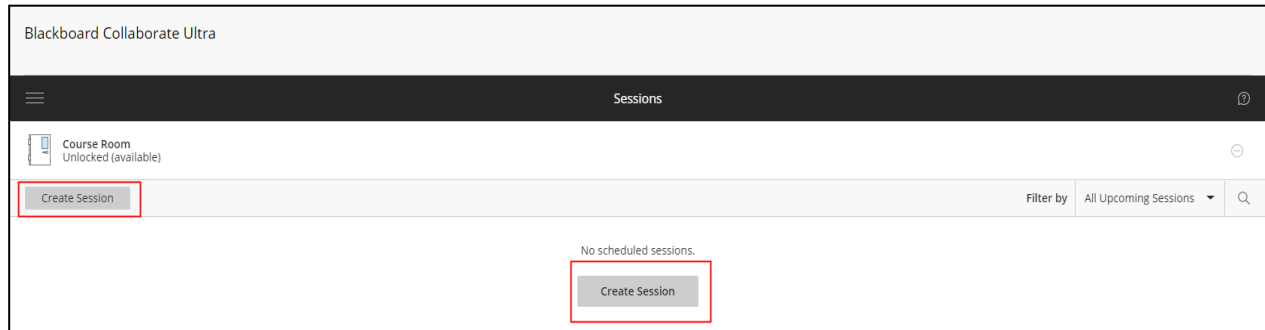 Blackboard Collaborate Ultra
Sessions
Course Room
Unlocked (available)
Create Session
Filter by All Upcoming Sessions
No scheduled sessions.
Create Session